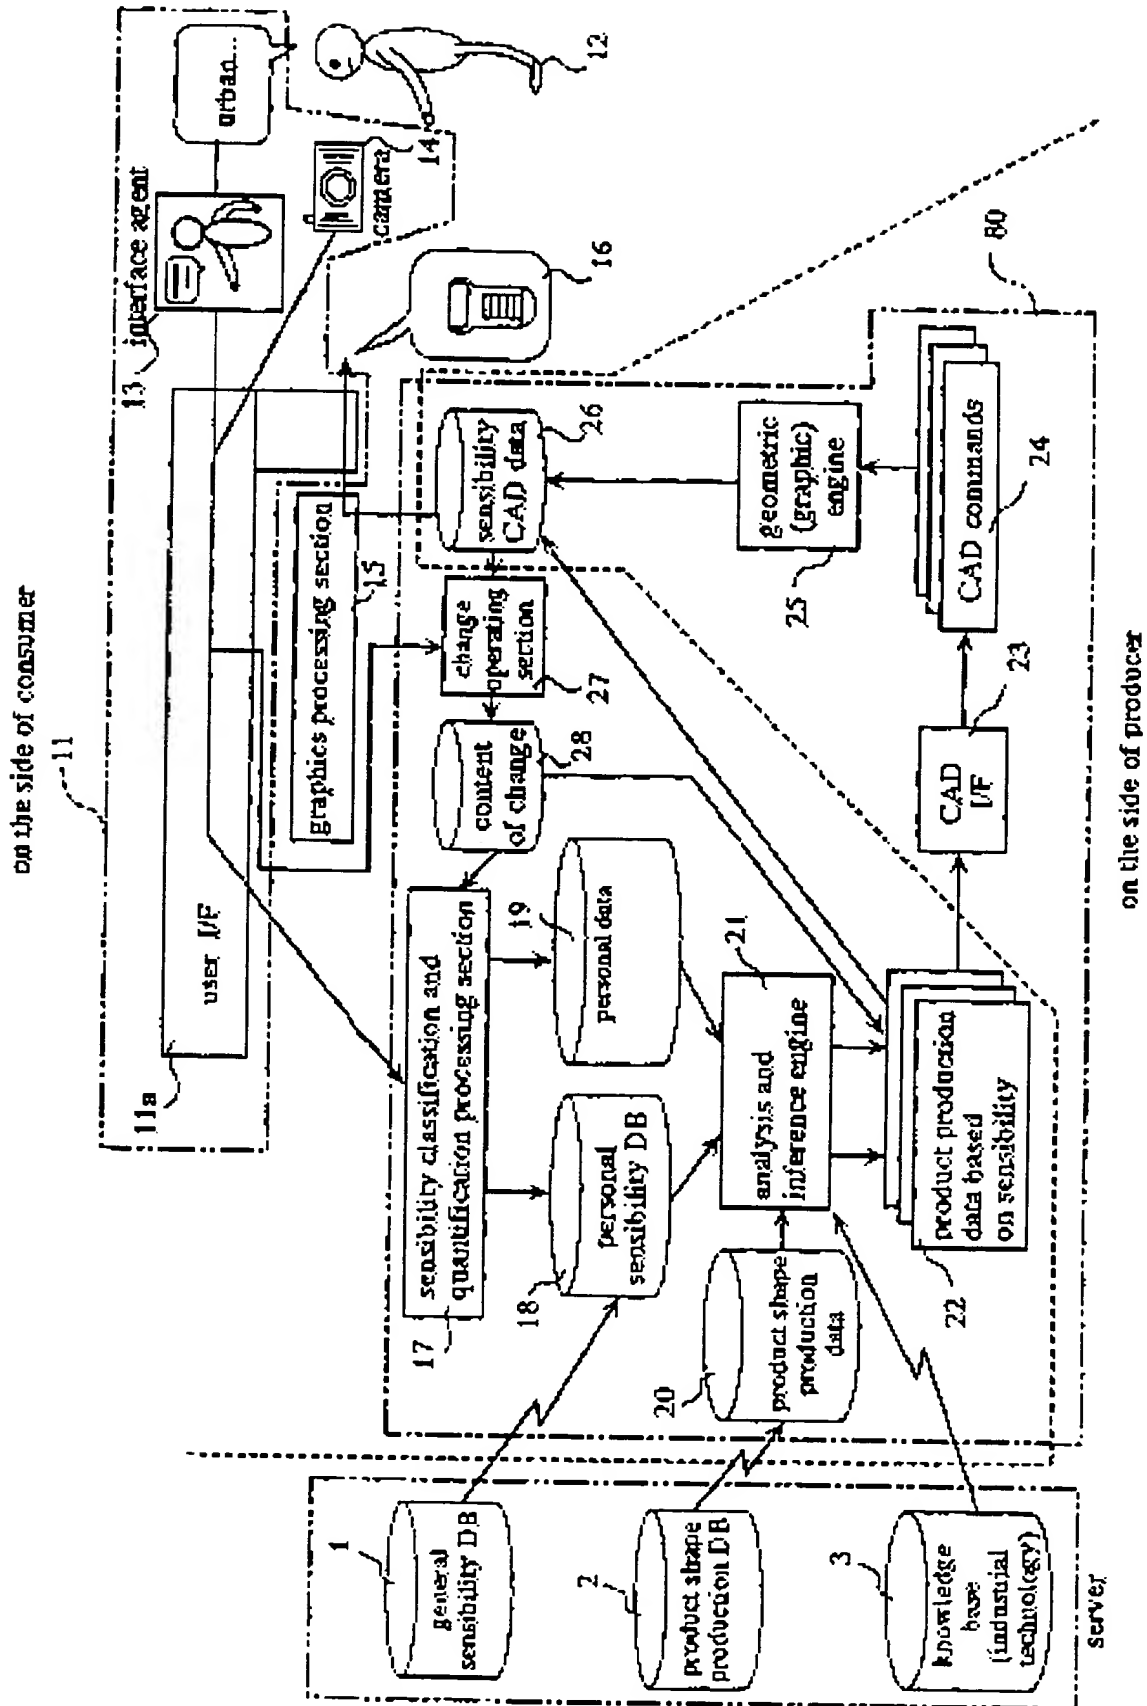 on the side of consumer
11
11a
user I/F
13
interface agent
urban...
12
14
camera
graphics processing section
15
16
17
sensibility classification and
quantification processing section
content
of change
28
change
operating
section
27
sensibility
CAD data
26
18
personal
sensibility DB
19
personal data
20
product shape
production
data
21
analysis and
inference engine
22
product production
data based
on sensibility
CAD
I/F
23
CAD commands
24
geometric
(graphic)
engine
25
80
1
general
sensibility DB
2
product shape
production DB
3
knowledge
base
(industrial
technology)
server
on the side of producer